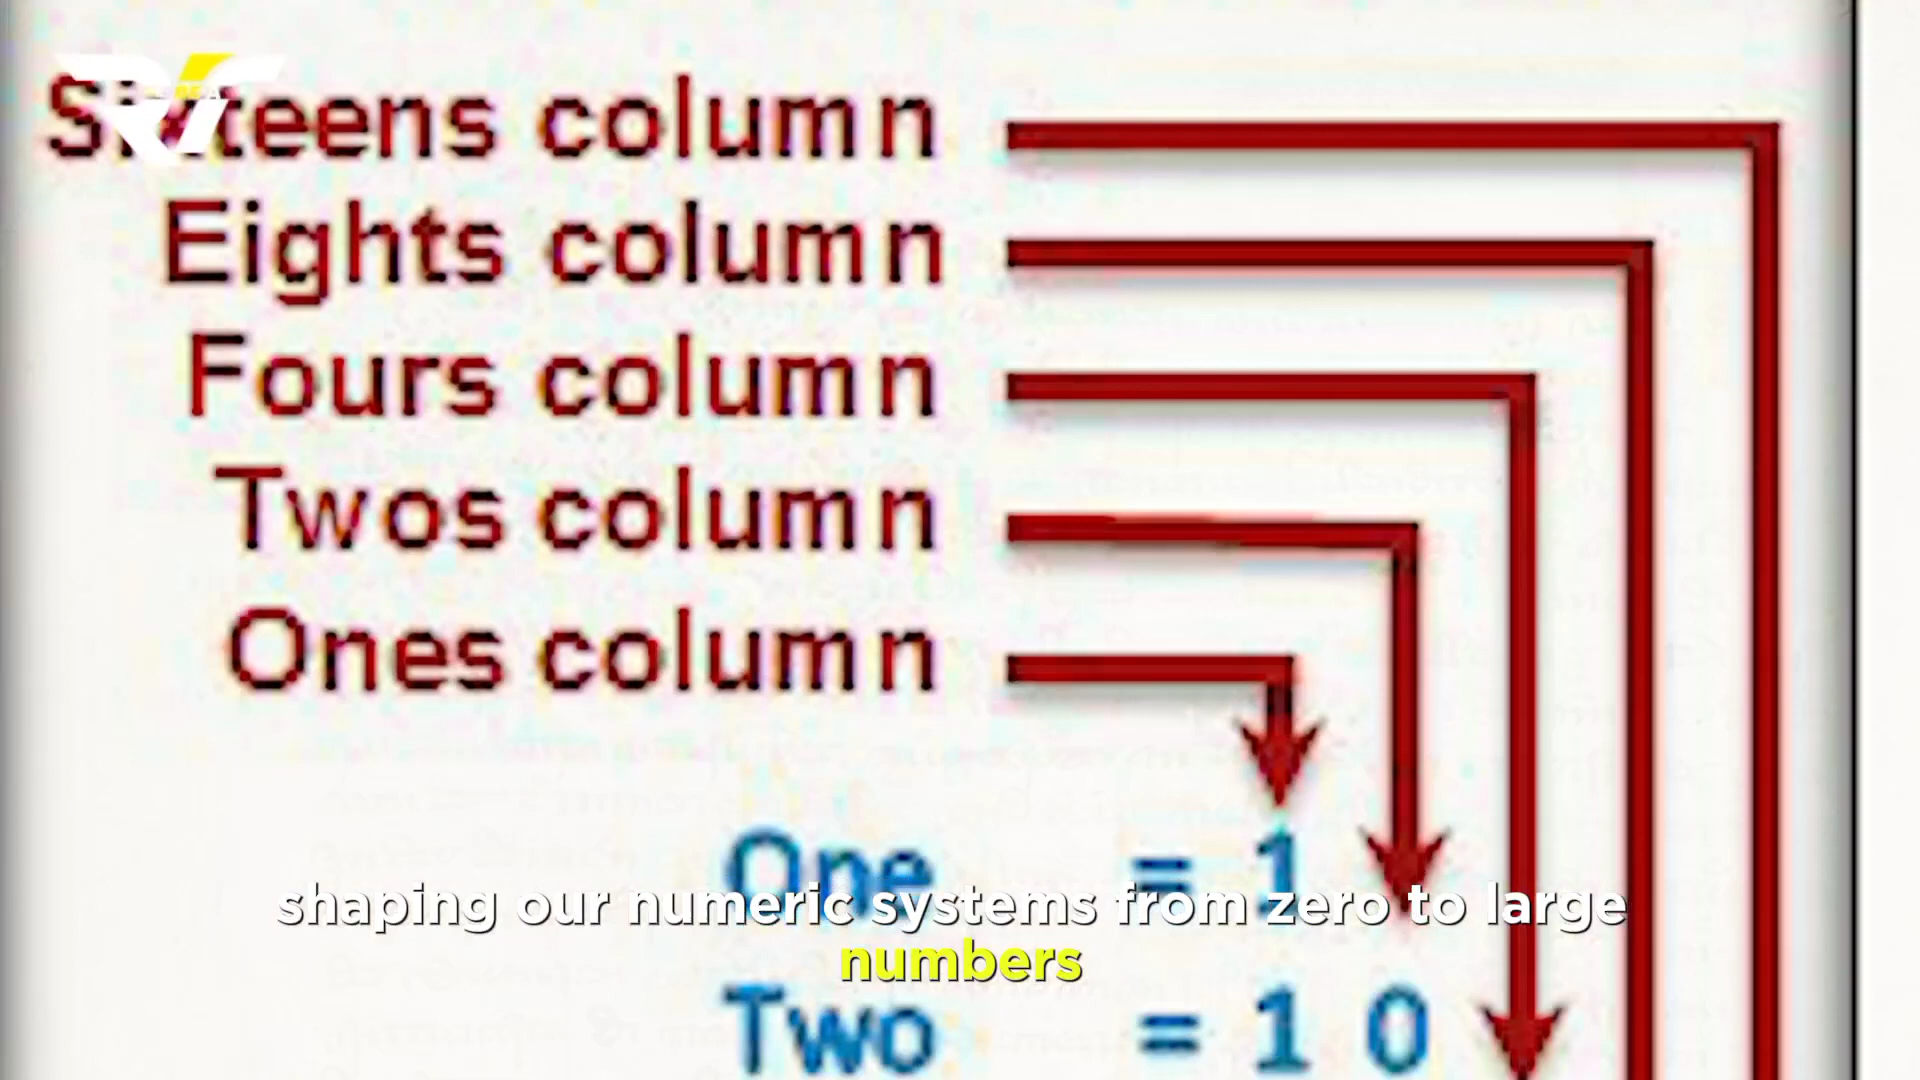 Sixteens column
Eights column
Fours column
Twos column
Ones column
One = 1
shaping our numeric systems from zero to large
numbers
Two = 1 0